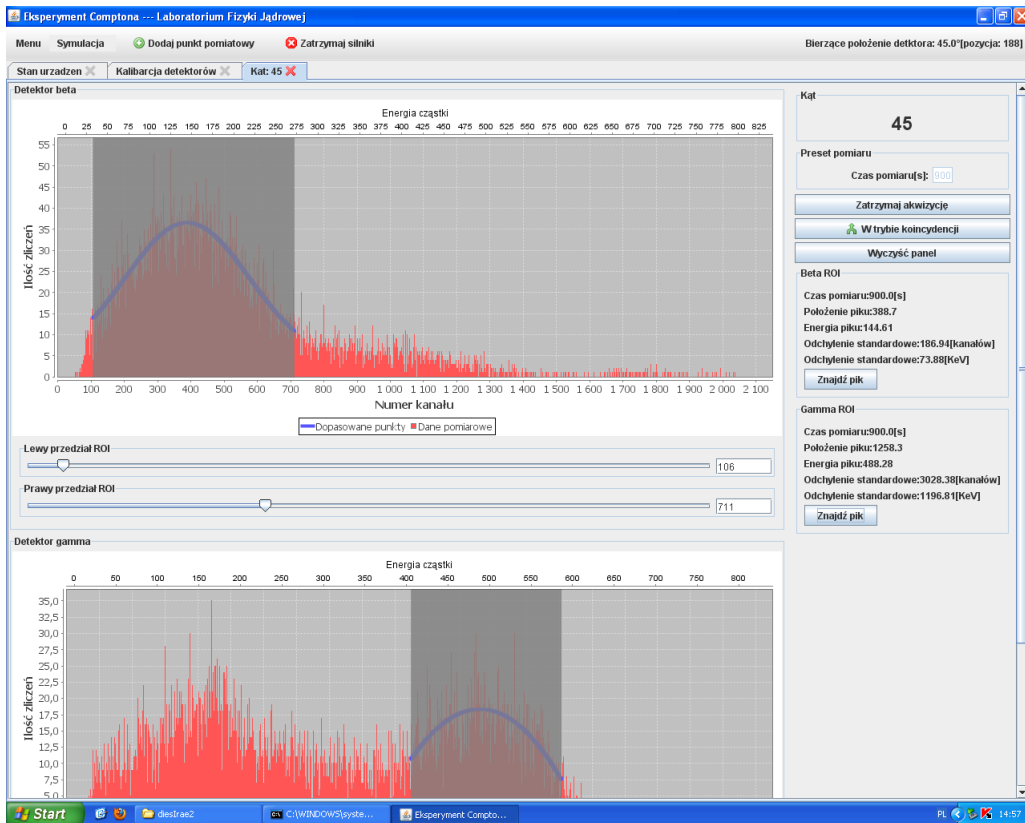 Eksperyment Comptona --- Laboratorium Fizyki Jądrowej
Menu Symulacja Dodaj punkt pomiatowy Zatrzymaj silniki Bierzące położenie detktora: 45.0°[pozycja: 188]
Stan urzadzen Kalibarcja detektorów Kat: 45
Detektor beta
Energia cząstki
0 25 50 75 100 125 150 175 200 225 250 275 300 325 350 375 400 425 450 475 500 525 550 575 600 625 650 675 700 725 750 775 800 825
Ilość zliczeń
55
50
45
40
35
30
25
20
15
10
5
0
0 100 200 300 400 500 600 700 800 900 1 000 1 100 1 200 1 300 1 400 1 500 1 600 1 700 1 800 1 900 2 000 2 100
Numer kanału
Dopasowane punkty Dane pomiarowe
Lewy przedział ROI
106
Prawy przedział ROI
711
Detektor gamma
Energia cząstki
0 50 100 150 200 250 300 350 400 450 500 550 600 650 700 750 800
Ilość zliczeń
35,0
32,5
30,0
27,5
25,0
22,5
20,0
17,5
15,0
12,5
10,0
7,5
5,0
Kąt
45
Preset pomiaru
Czas pomiaru[s]: 900
Zatrzymaj akwizycję
W trybie koincydencji
Wyczyść panel
Beta ROI
Czas pomiaru:900.0[s]
Położenie piku:388.7
Energia piku:144.61
Odchylenie standardowe:186.94[kanałów]
Odchylenie standardowe:73.88[KeV]
Znajdź pik
Gamma ROI
Czas pomiaru:900.0[s]
Położenie piku:1258.3
Energia piku:488.28
Odchylenie standardowe:3028.38[kanałów]
Odchylenie standardowe:1196.81[KeV]
Znajdź pik
Start diesIrae2 C:\WINDOWS\syste... Eksperyment Compto... PL 14:57